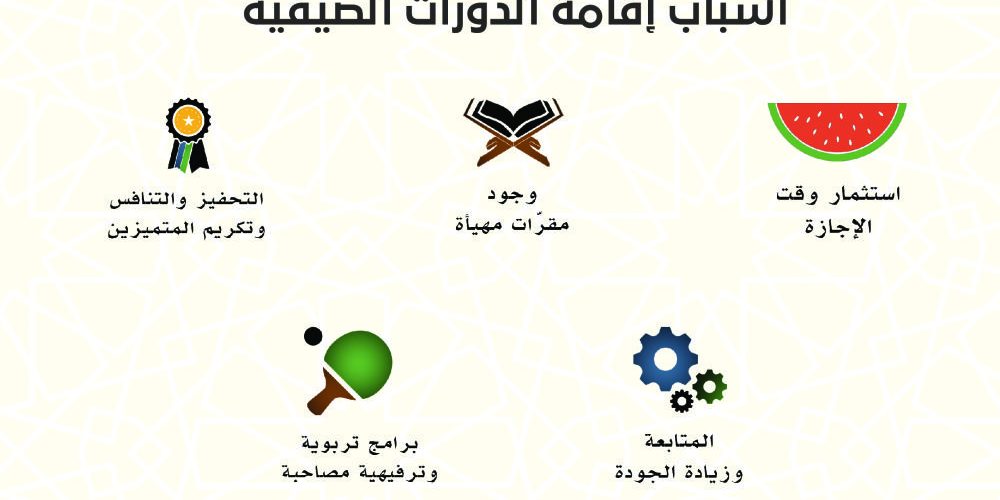 أسباب إقامة الدورات الصيفية
استثمار وقت
الإجازة
وجود
مقرّات مهيأة
التحفيز والتنافس
وتكريم المتميزين
المتابعة
وزيادة الجودة
برامج تربوية
وترفيهية مصاحبة